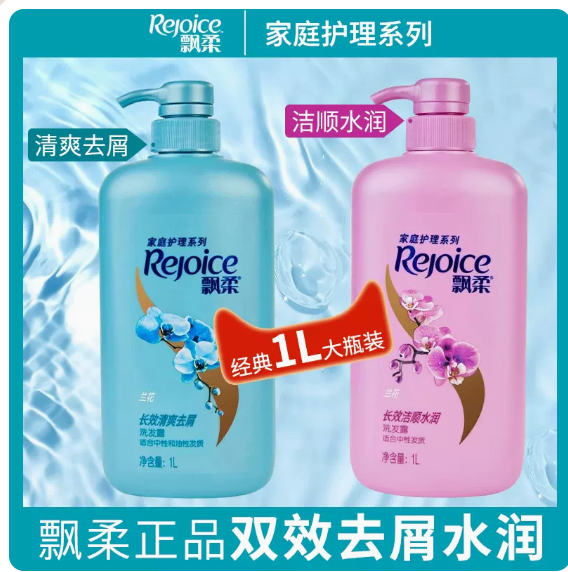 Rejoice
飘柔
家庭护理系列
清爽去屑
洁顺水润
家庭护理系列
Rejoice
飘柔
兰花
长效清爽去屑
洗发露
适合中性和油性发质
净含量：1L
家庭护理系列
Rejoice
飘柔
兰花
长效洁顺水润
洗发露
适合中性发质
净含量：1L
经典1L大瓶装
飘柔正品双效去屑水润